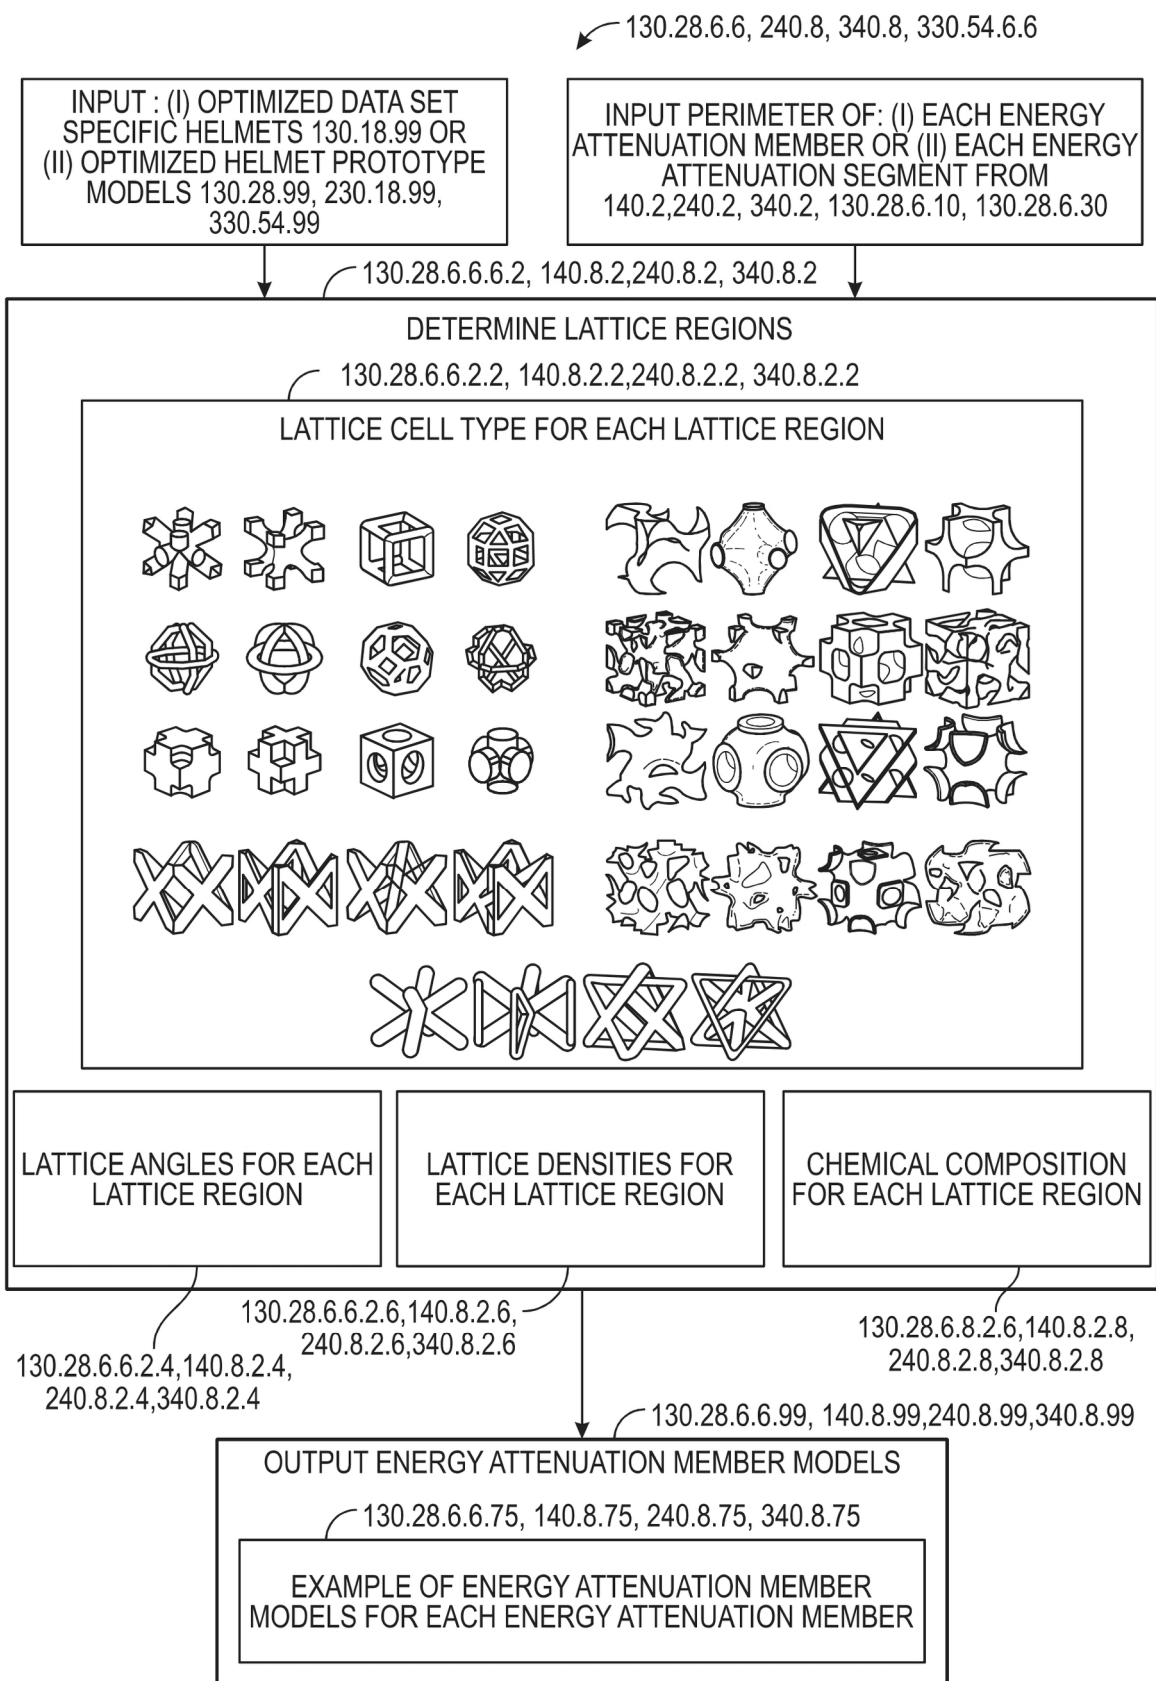 130.28.6.6, 240.8, 340.8, 330.54.6.6
INPUT : (I) OPTIMIZED DATA SET
SPECIFIC HELMETS 130.18.99 OR
(II) OPTIMIZED HELMET PROTOTYPE
MODELS 130.28.99, 230.18.99,
330.54.99
INPUT PERIMETER OF: (I) EACH ENERGY
ATTENUATION MEMBER OR (II) EACH ENERGY
ATTENUATION SEGMENT FROM
140.2,240.2, 340.2, 130.28.6.10, 130.28.6.30
130.28.6.6.6.2, 140.8.2,240.8.2, 340.8.2
DETERMINE LATTICE REGIONS
130.28.6.6.2.2, 140.8.2.2,240.8.2.2, 340.8.2.2
LATTICE CELL TYPE FOR EACH LATTICE REGION
LATTICE ANGLES FOR EACH
LATTICE REGION
LATTICE DENSITIES FOR
EACH LATTICE REGION
CHEMICAL COMPOSITION
FOR EACH LATTICE REGION
130.28.6.6.2.4,140.8.2.4,
240.8.2.4,340.8.2.4
130.28.6.6.2.6,140.8.2.6,
240.8.2.6,340.8.2.6
130.28.6.8.2.6,140.8.2.8,
240.8.2.8,340.8.2.8
130.28.6.6.99, 140.8.99,240.8.99,340.8.99
OUTPUT ENERGY ATTENUATION MEMBER MODELS
130.28.6.6.75, 140.8.75, 240.8.75, 340.8.75
EXAMPLE OF ENERGY ATTENUATION MEMBER
MODELS FOR EACH ENERGY ATTENUATION MEMBER